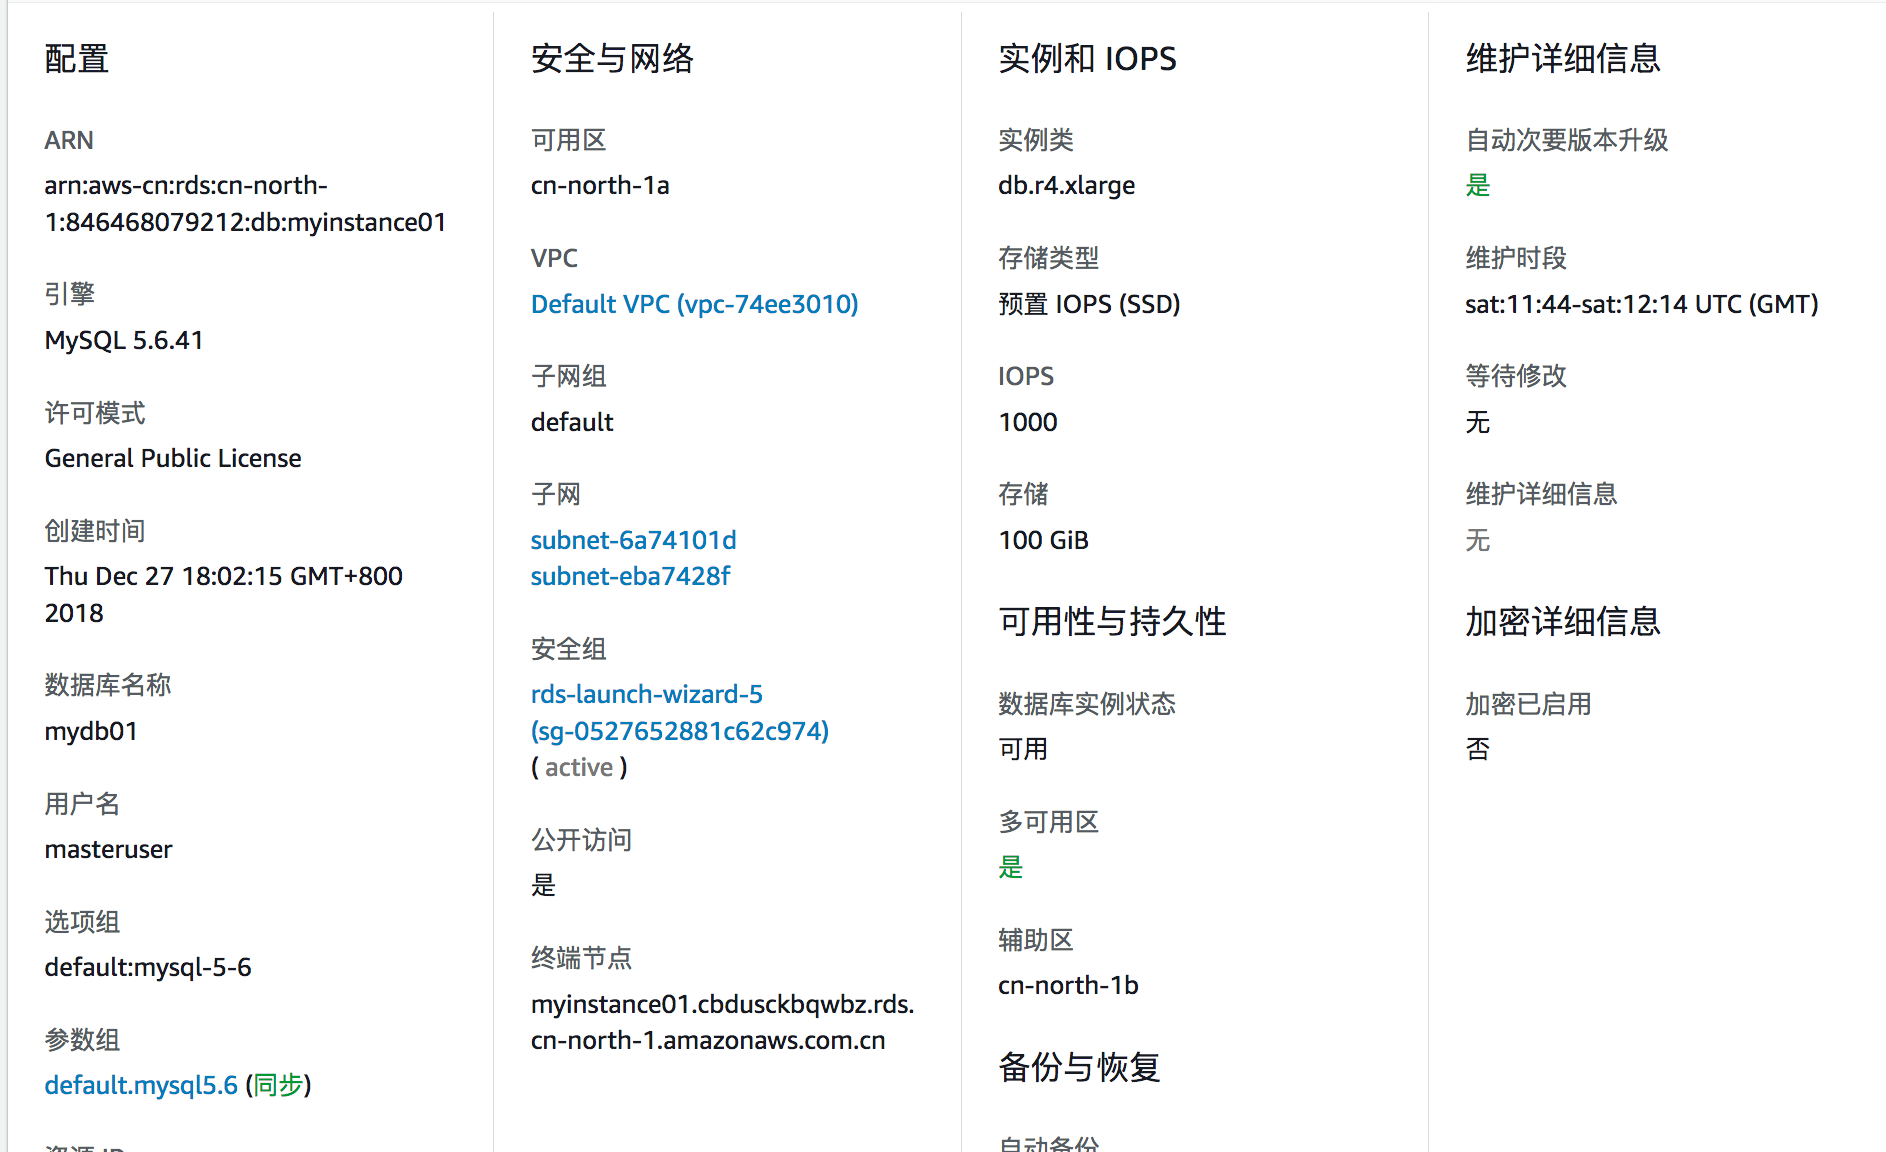 配置
ARN
arn:aws-cn:rds:cn-north-
1:846468079212:db:myinstance01
引擎
MySQL 5.6.41
许可模式
General Public License
创建时间
Thu Dec 27 18:02:15 GMT+800
2018
数据库名称
mydb01
用户名
masteruser
选项组
default:mysql-5-6
参数组
default.mysql5.6 (同步)
资源 ID
安全与网络
可用区
cn-north-1a
VPC
Default VPC (vpc-74ee3010)
子网组
default
子网
subnet-6a74101d
subnet-eba7428f
安全组
rds-launch-wizard-5
(sg-0527652881c62c974)
( active )
公开访问
是
终端节点
myinstance01.cbdusckbqwbz.rds.
cn-north-1.amazonaws.com.cn
实例和 IOPS
实例类
db.r4.xlarge
存储类型
预置 IOPS (SSD)
IOPS
1000
存储
100 GiB
可用性与持久性
数据库实例状态
可用
多可用区
是
辅助区
cn-north-1b
备份与恢复
自动备份
维护详细信息
自动次要版本升级
是
维护时段
sat:11:44-sat:12:14 UTC (GMT)
等待修改
无
维护详细信息
无
加密详细信息
加密已启用
否